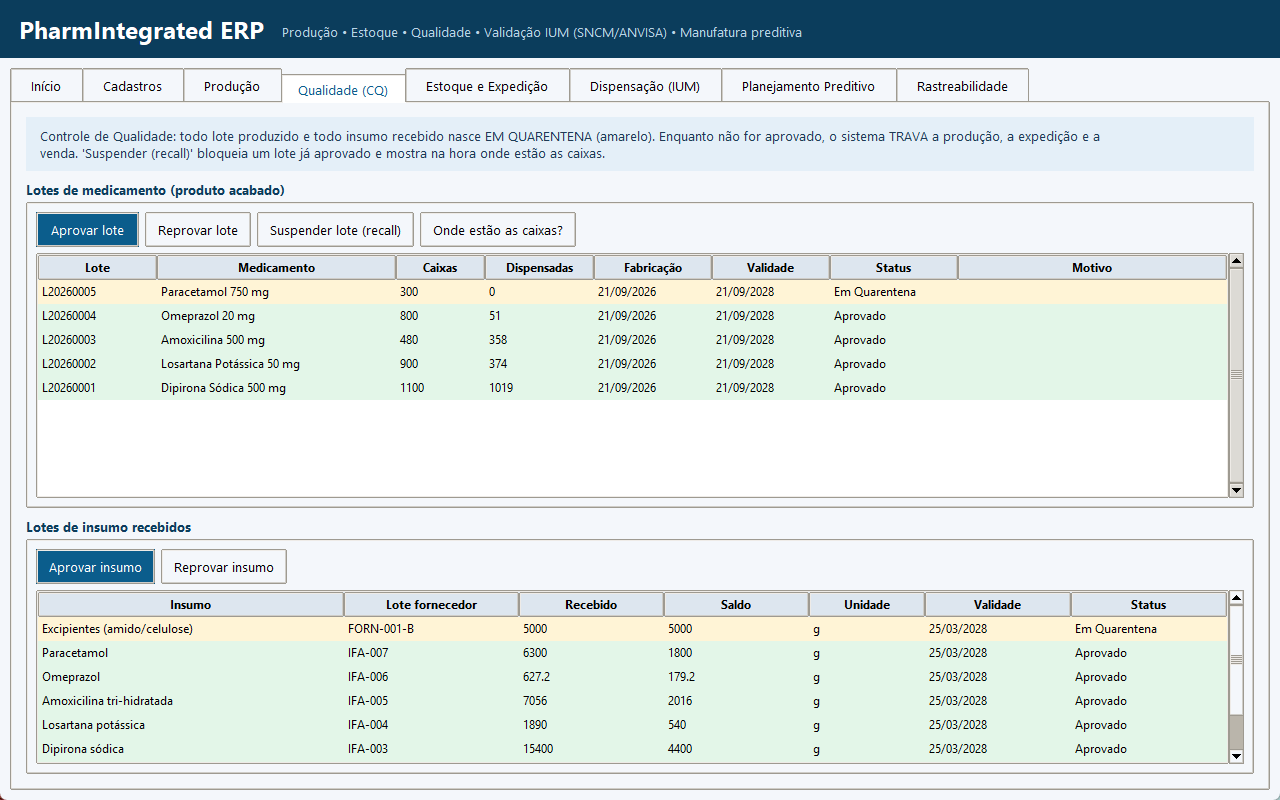 PharmIntegrated ERP Produção • Estoque • Qualidade • Validação IUM (SNCM/ANVISA) • Manufatura preditiva
Início Cadastros Produção Qualidade (CQ) Estoque e Expedição Dispensação (IUM) Planejamento Preditivo Rastreabilidade
Controle de Qualidade: todo lote produzido e todo insumo recebido nasce EM QUARENTENA (amarelo). Enquanto não for aprovado, o sistema TRAVA a produção, a expedição e a
venda. 'Suspender (recall)' bloqueia um lote já aprovado e mostra na hora onde estão as caixas.
Lotes de medicamento (produto acabado)
Aprovar lote Reprovar lote Suspender lote (recall) Onde estão as caixas?
Lote Medicamento Caixas Dispensadas Fabricação Validade Status Motivo
L20260005 Paracetamol 750 mg 300 0 21/09/2026 21/09/2028 Em Quarentena
L20260004 Omeprazol 20 mg 800 51 21/09/2026 21/09/2028 Aprovado
L20260003 Amoxicilina 500 mg 480 358 21/09/2026 21/09/2028 Aprovado
L20260002 Losartana Potássica 50 mg 900 374 21/09/2026 21/09/2028 Aprovado
L20260001 Dipirona Sódica 500 mg 1100 1019 21/09/2026 21/09/2028 Aprovado
Lotes de insumo recebidos
Aprovar insumo Reprovar insumo
Insumo Lote fornecedor Recebido Saldo Unidade Validade Status
Excipientes (amido/celulose) FORN-001-B 5000 5000 g 25/03/2028 Em Quarentena
Paracetamol IFA-007 6300 1800 g 25/03/2028 Aprovado
Omeprazol IFA-006 627.2 179.2 g 25/03/2028 Aprovado
Amoxicilina tri-hidratada IFA-005 7056 2016 g 25/03/2028 Aprovado
Losartana potássica IFA-004 1890 540 g 25/03/2028 Aprovado
Dipirona sódica IFA-003 15400 4400 g 25/03/2028 Aprovado